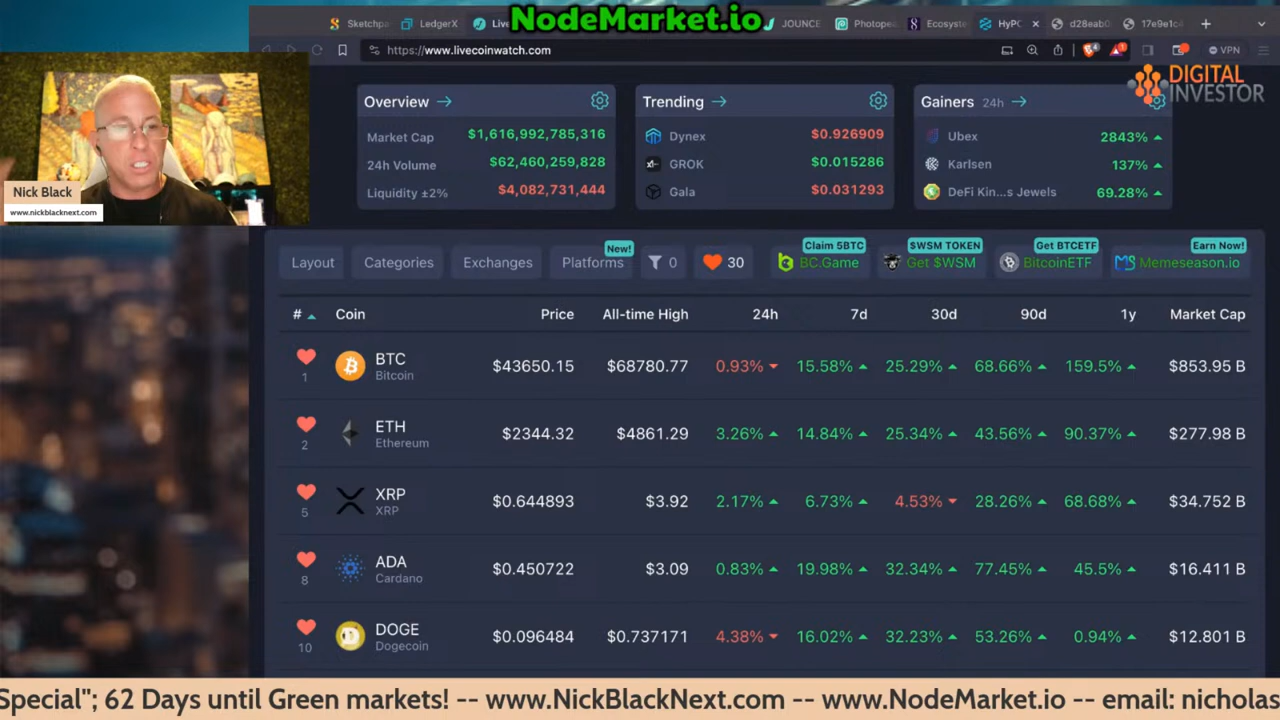 NodeMarket.io
Sketchpa
LedgerX
Live
JOUNCE
Photopea
Ecosyste
HyPC
d28eab0
17e9e1c4
https://www.livecoinwatch.com
VPN
DIGITAL
INVESTOR
Nick Black
www.nickblacknext.com
Overview
Market Cap $1,616,992,785,316
24h Volume $62,460,259,828
Liquidity ±2% $4,082,731,444
Trending
Dynex $0.926909
GROK $0.015286
Gala $0.031293
Gainers 24h
Ubex 2843%
Karlsen 137%
DeFi Kin...s Jewels 69.28%
Layout
Categories
Exchanges
New!
Platforms
0
30
Claim 5BTC
BC.Game
$WSM TOKEN
Get $WSM
Get BTCETF
BitcoinETF
Earn Now!
Memeseason.io
# Coin Price All-time High 24h 7d 30d 90d 1y Market Cap
1 BTC Bitcoin $43650.15 $68780.77 0.93% 15.58% 25.29% 68.66% 159.5% $853.95 B
2 ETH Ethereum $2344.32 $4861.29 3.26% 14.84% 25.34% 43.56% 90.37% $277.98 B
5 XRP XRP $0.644893 $3.92 2.17% 6.73% 4.53% 28.26% 68.68% $34.752 B
8 ADA Cardano $0.450722 $3.09 0.83% 19.98% 32.34% 77.45% 45.5% $16.411 B
10 DOGE Dogecoin $0.096484 $0.737171 4.38% 16.02% 32.23% 53.26% 0.94% $12.801 B
Special"; 62 Days until Green markets! -- www.NickBlackNext.com -- www.NodeMarket.io -- email: nicholas